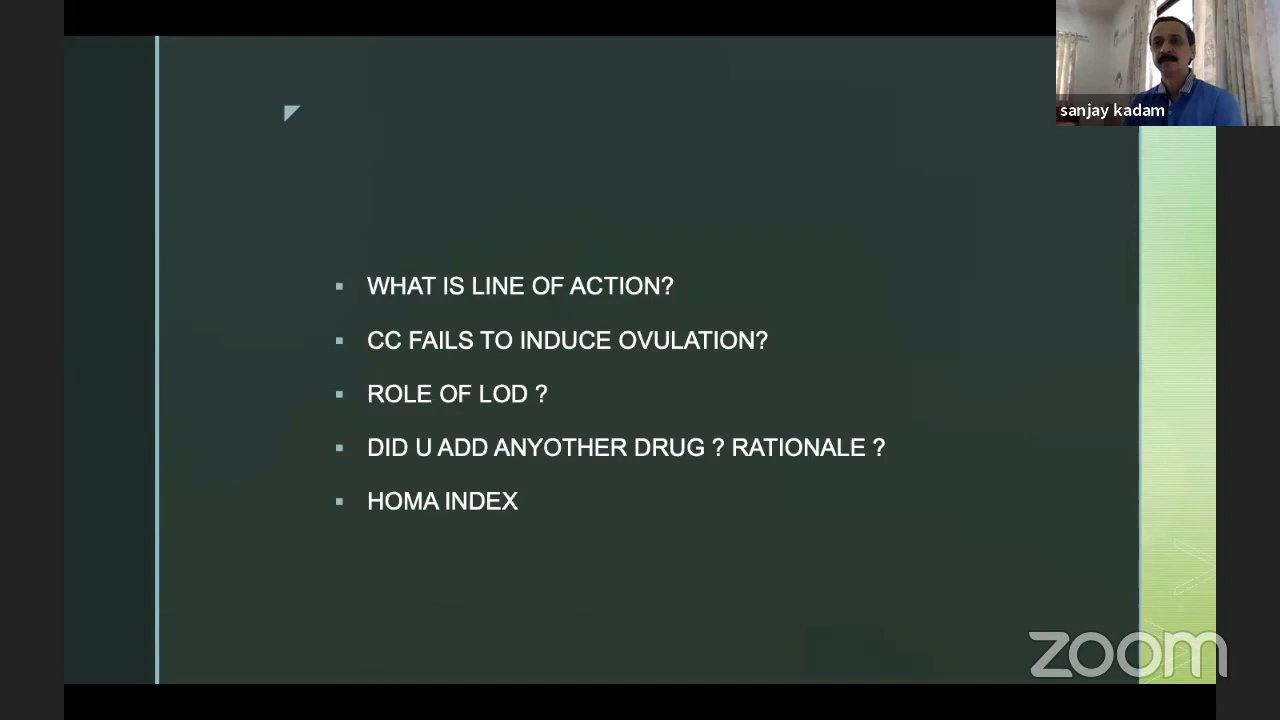 sanjay kadam
WHAT IS LINE OF ACTION?
CC FAILS TO INDUCE OVULATION?
ROLE OF LOD ?
DID U ADD ANYOTHER DRUG ? RATIONALE ?
HOMA INDEX
zoom